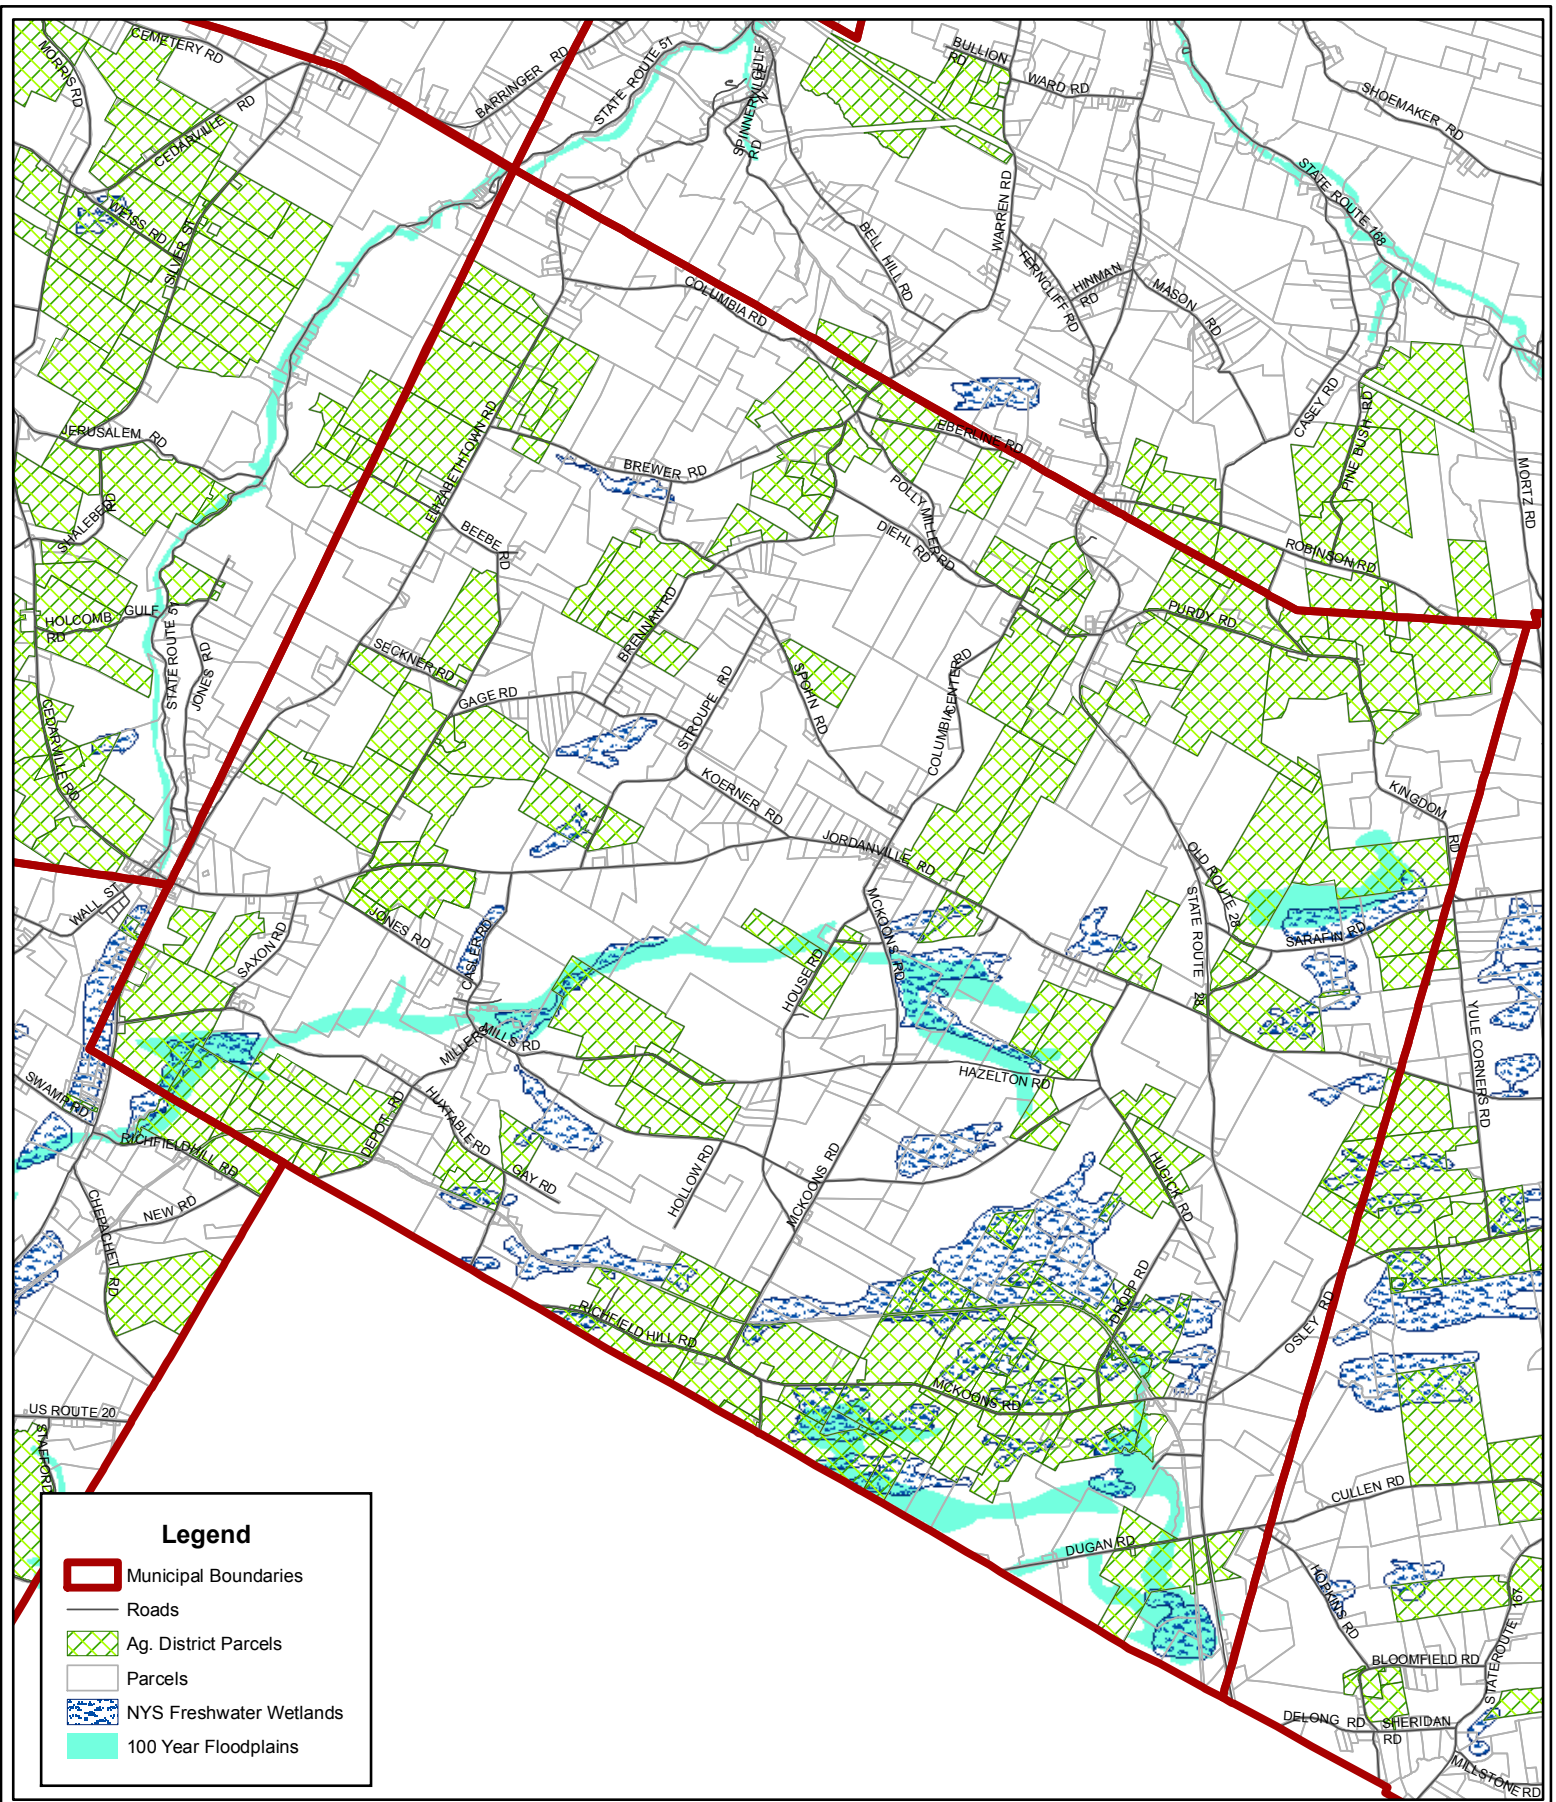 CEMETERY RD
MORRIS RD
BARRINGER RD
STATE ROUTE 51
SPINNERVILLE
GULF
RD
BULLION
RD
WARD RD
SHOEMAKER RD
CEDARVILLE RD
WEISS RD
SILVER ST
STATE ROUTE 168
WARREN RD
BELL HILL RD
FERNCLIFF RD
HINMAN
RD
MASON RD
COLUMBIA RD
CASEY RD
PINE BUSH RD
MORTZ RD
JERUSALEM RD
ELIZABETHTOWN RD
EBERLINE RD
BREWER RD
POLLY MILLER RD
DIEHL RD
SHALEBED
RD
BEEBE
RD
ROBINSON RD
HOLCOMB GULF
RD
STATE ROUTE 51
JONES RD
BRENNAN RD
PURDY RD
SECKNER RD
GAGE RD
STROUPE RD
SPOHN RD
COLUMBIA CENTER RD
CEDARVILLE RD
KOERNER RD
JORDANVILLE RD
KINGDOM
RD
OLD ROUTE 28
STATE ROUTE 28
WALL ST
JONES RD
SAXON RD
CASLER RD
MCKOONS RD
HOUSE RD
SARAFIN RD
MILLERS
MILLS RD
YULE CORNERS RD
SWAMP RD
DEPOT RD
HUXTABLE RD
HAZELTON RD
RICHFIELD HILL RD
GAY RD
HOLLOW RD
MCKOONS RD
HUGICK RD
NEW RD
CHEPACHET RD
DROPP RD
OSLEY RD
RICHFIELD HILL RD
MCKOONS RD
US ROUTE 20
STAFFORD
CULLEN RD
DUGAN RD
HOPKINS RD
STATE ROUTE 167
BLOOMFIELD RD
DELONG RD
SHERIDAN
RD
MILLSTONE RD
Legend
Municipal Boundaries
Roads
Ag. District Parcels
Parcels
NYS Freshwater Wetlands
100 Year Floodplains